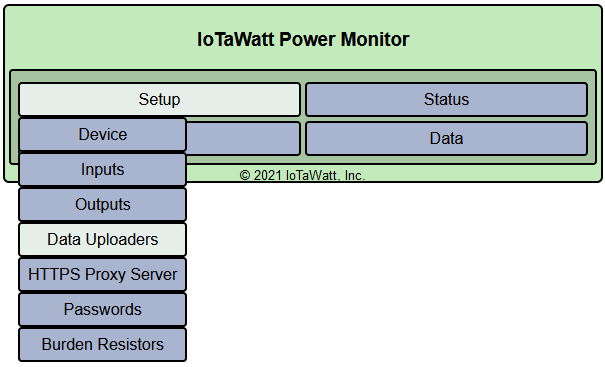 IoTaWatt Power Monitor
Setup
Status
Device
Data
Inputs
© 2021 IoTaWatt, Inc.
Outputs
Data Uploaders
HTTPS Proxy Server
Passwords
Burden Resistors